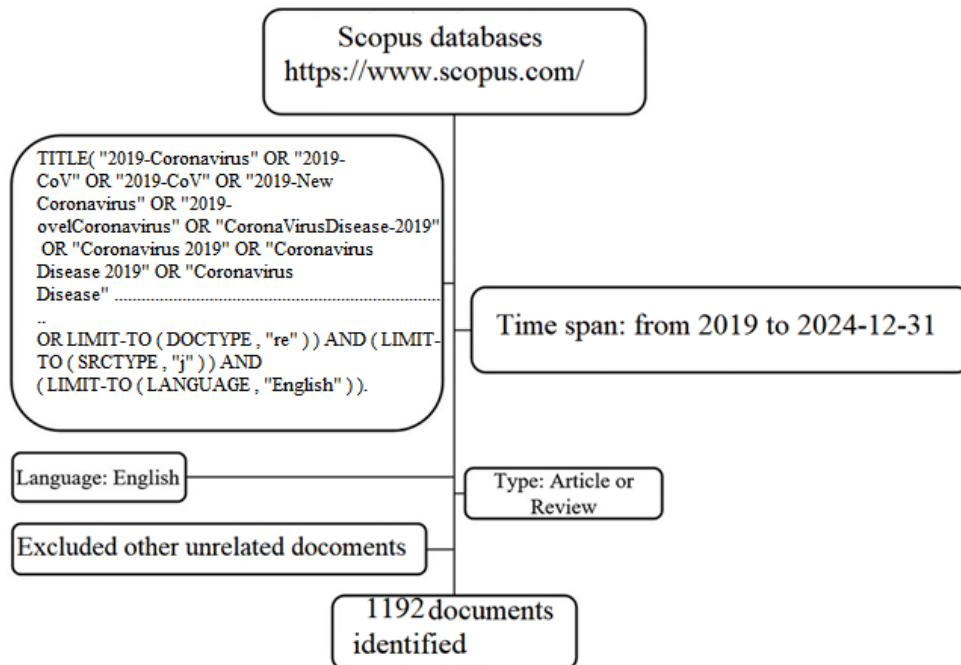 Scopus databases
https://www.scopus.com/
TITLE( "2019-Coronavirus" OR "2019-
CoV" OR "2019-CoV" OR "2019-New
Coronavirus" OR "2019-
ovelCoronavirus" OR "CoronaVirusDisease-2019"
OR "Coronavirus 2019" OR "Coronavirus
Disease 2019" OR "Coronavirus
Disease" ..........................................................................
..
OR LIMIT-TO ( DOCTYPE , "re" ) ) AND ( LIMIT-
TO ( SRCTYPE , "j" ) ) AND
( LIMIT-TO ( LANGUAGE , "English" ) ).
Time span: from 2019 to 2024-12-31
Language: English
Type: Article or
Review
Excluded other unrelated docoments
1192 documents
identified